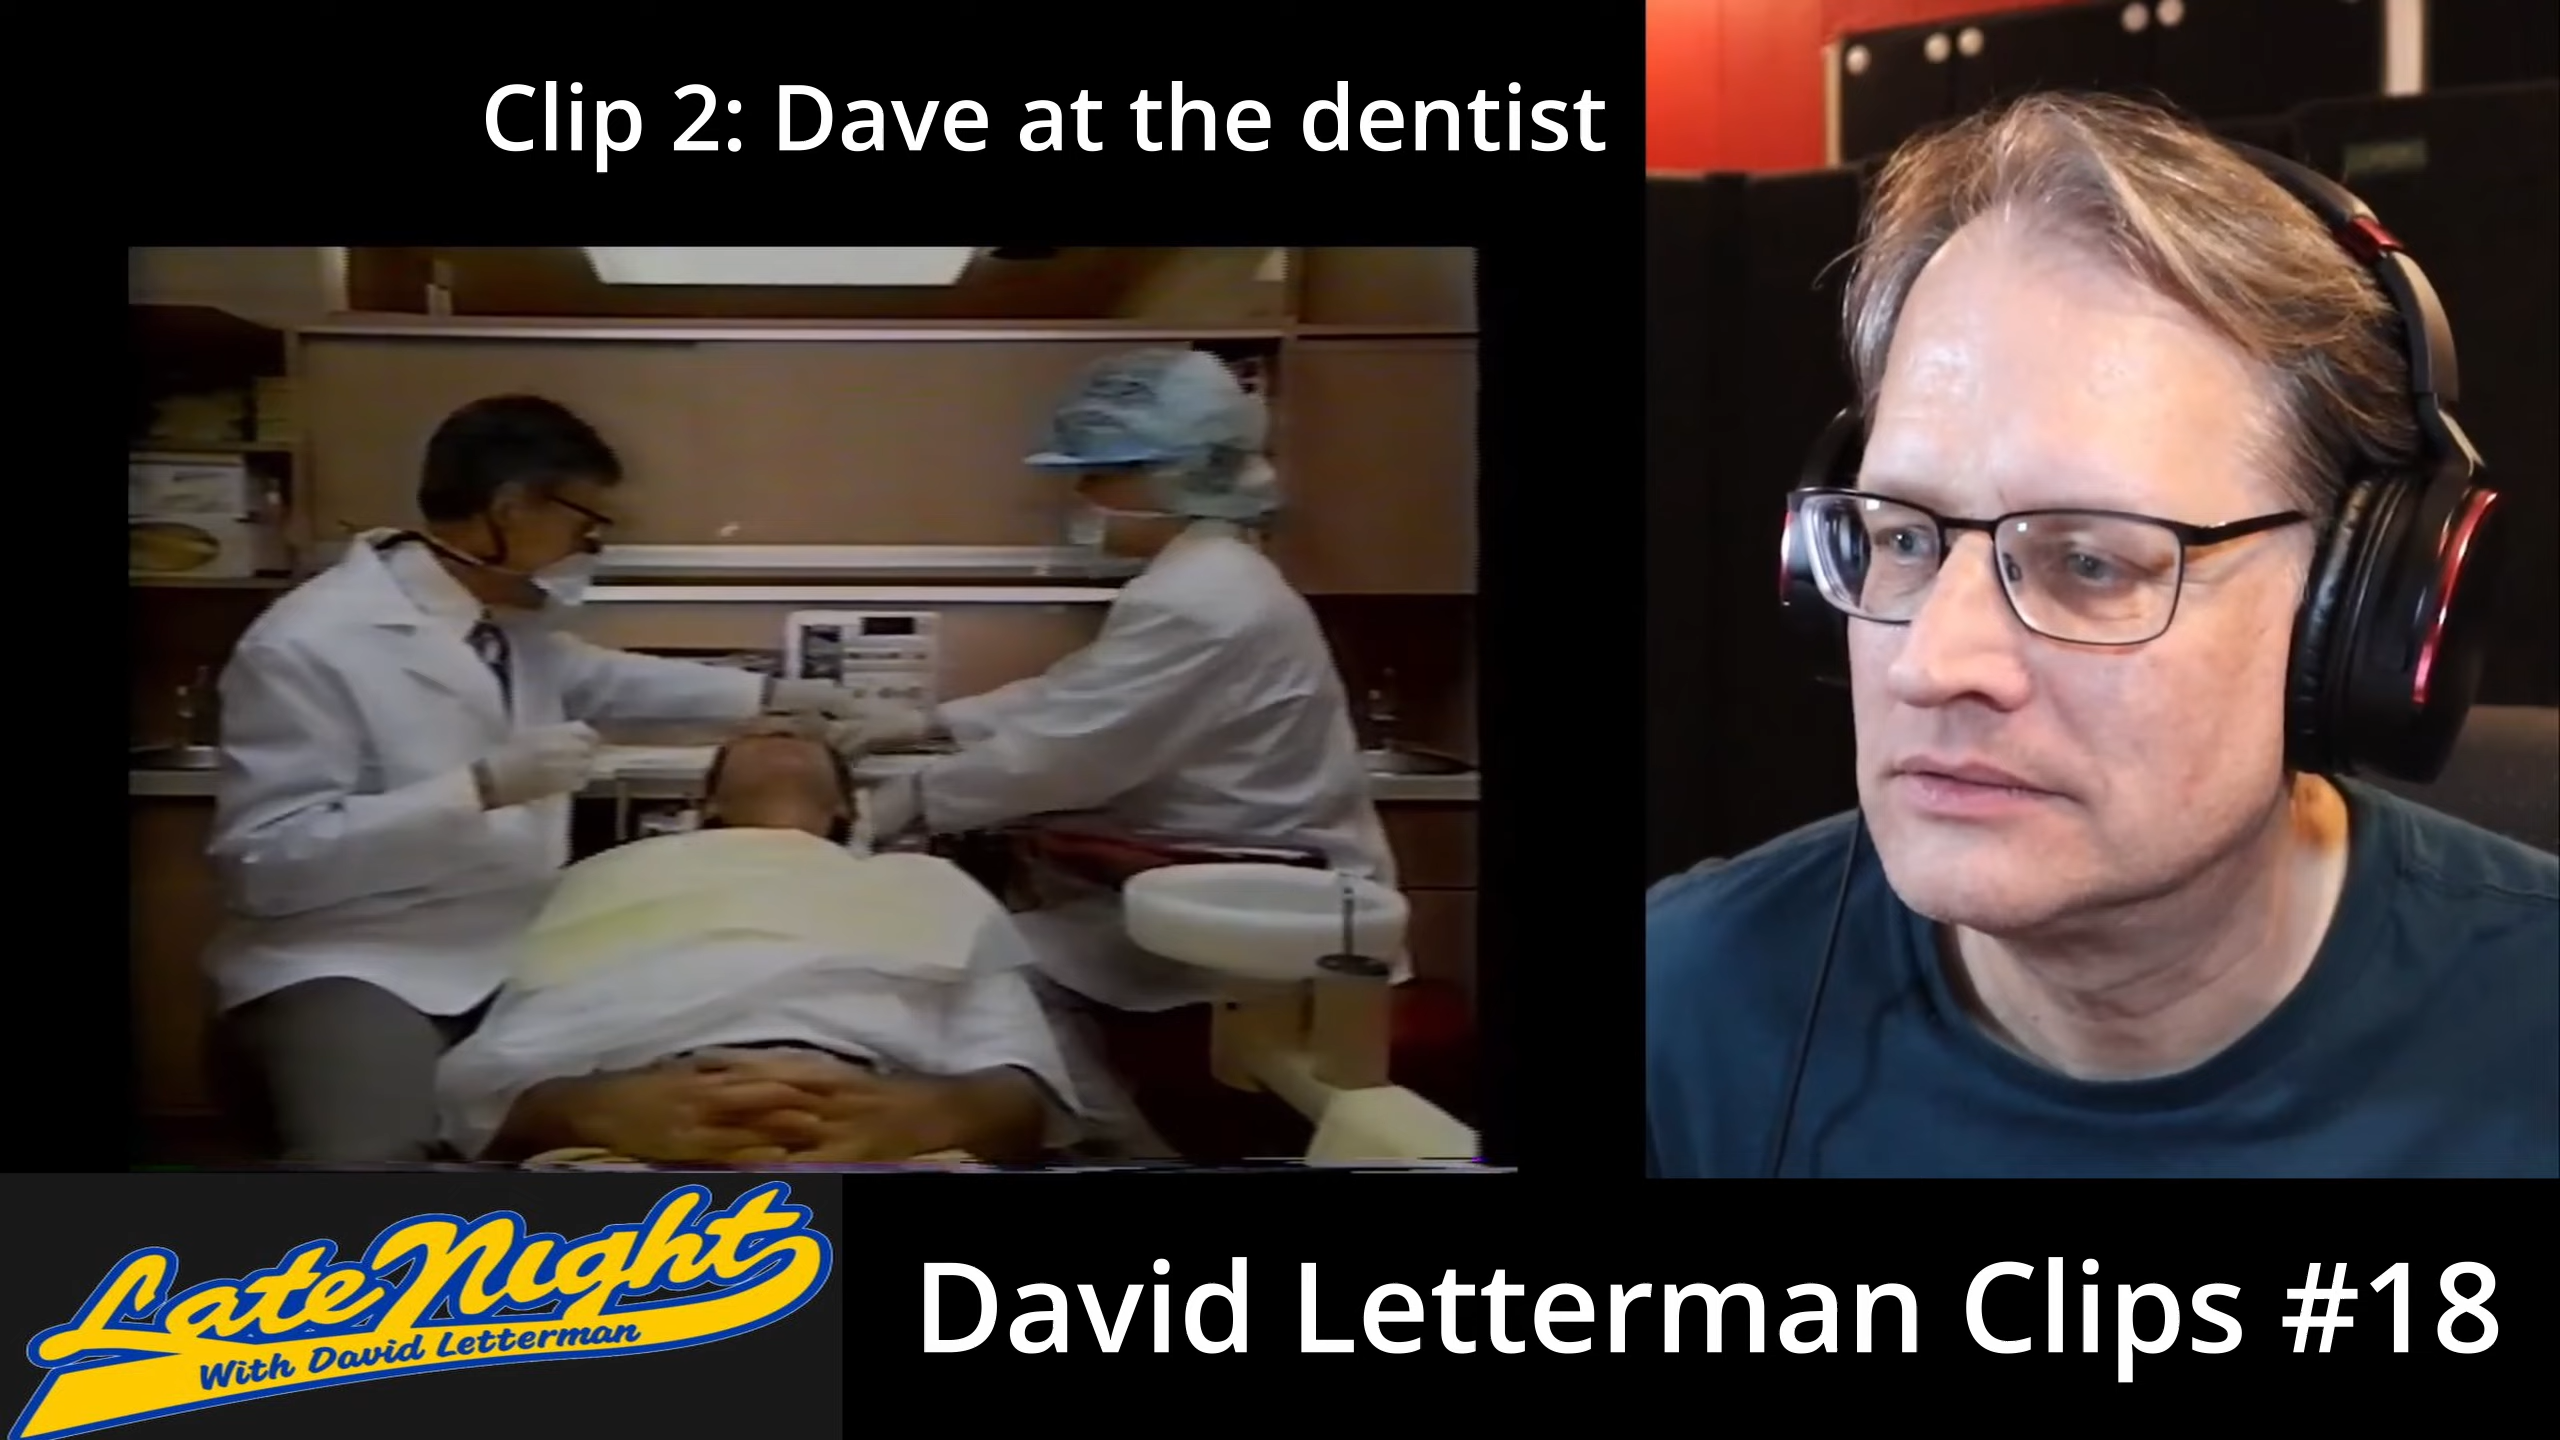 Clip 2: Dave at the dentist
Late Night
With David Letterman
David Letterman Clips #18